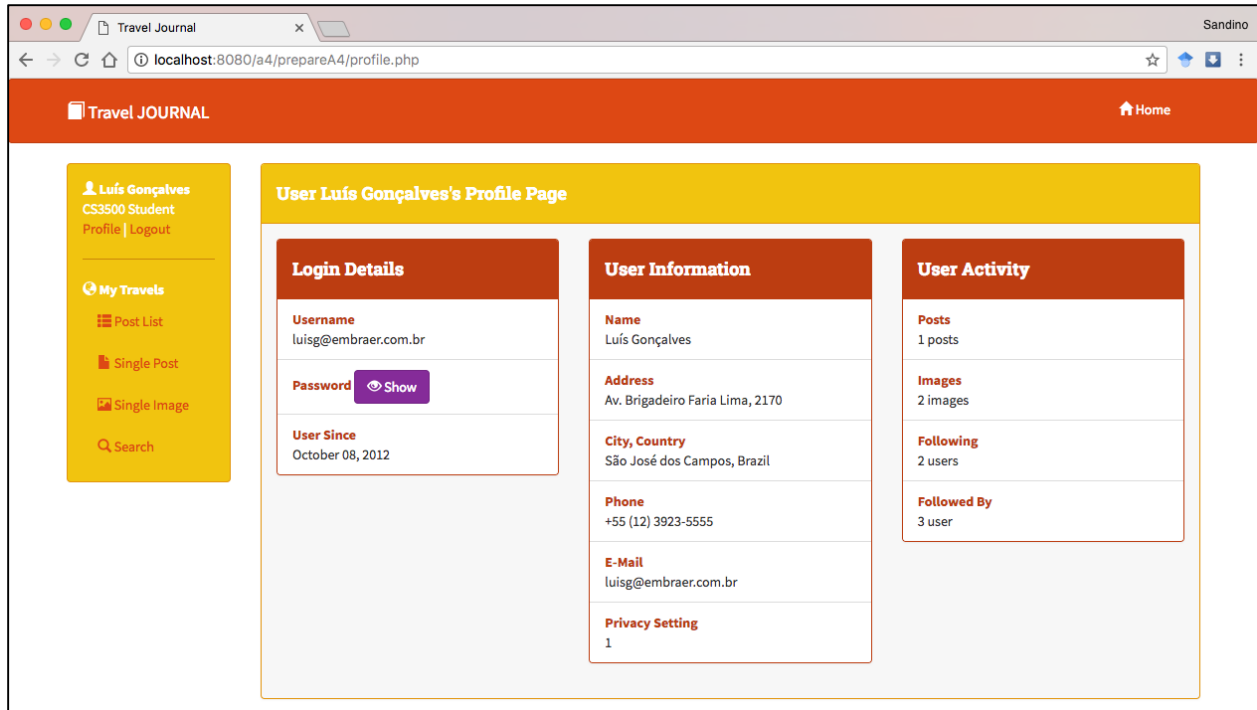 Travel Journal
Sandino
localhost:8080/a4/prepareA4/profile.php
Travel JOURNAL
Home
Luís Gonçalves
CS3500 Student
Profile | Logout
My Travels
Post List
Single Post
Single Image
Search
User Luís Gonçalves's Profile Page
Login Details
Username
luisg@embraer.com.br
Password Show
User Since
October 08, 2012
User Information
Name
Luís Gonçalves
Address
Av. Brigadeiro Faria Lima, 2170
City, Country
São José dos Campos, Brazil
Phone
+55 (12) 3923-5555
E-Mail
luisg@embraer.com.br
Privacy Setting
1
User Activity
Posts
1 posts
Images
2 images
Following
2 users
Followed By
3 user